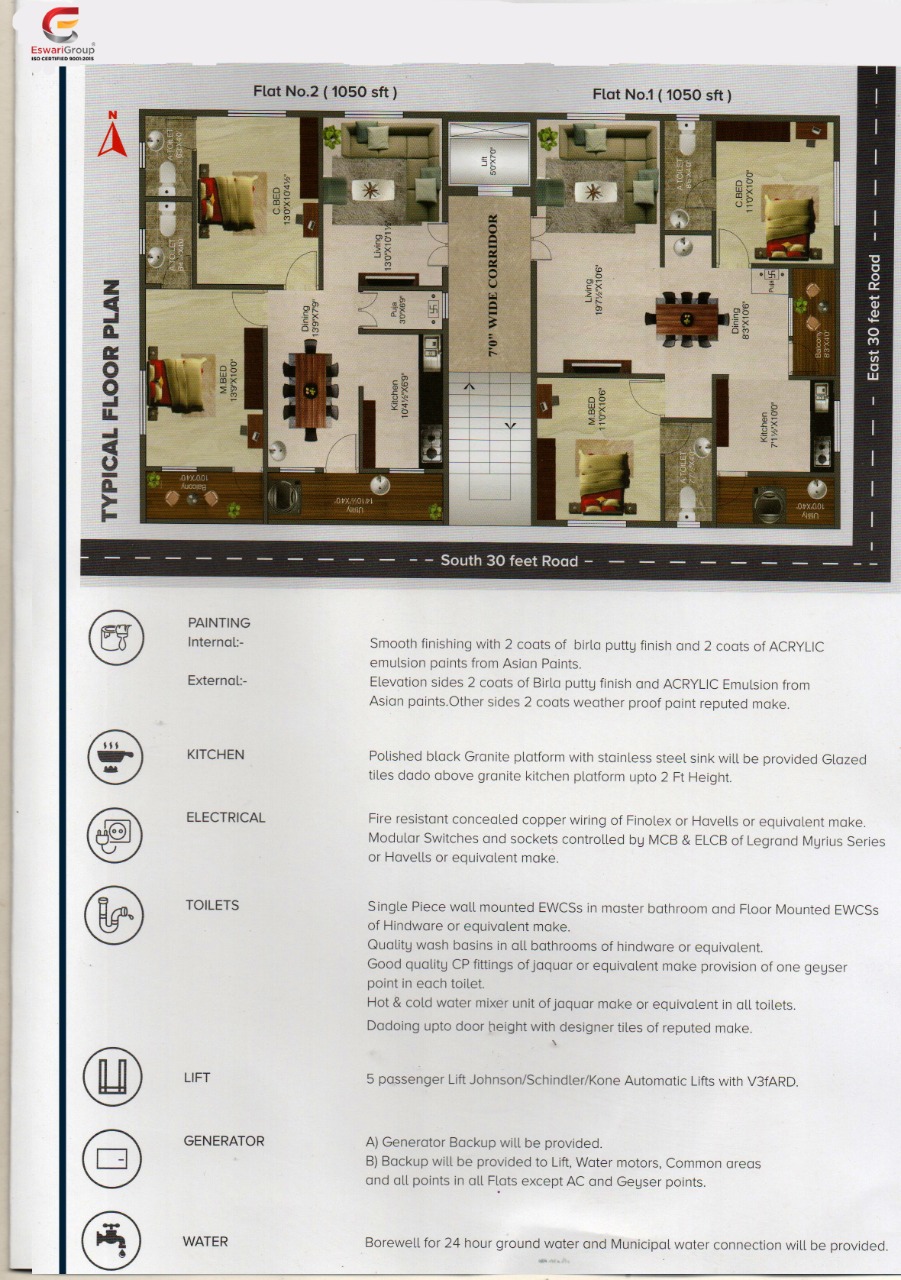 EswariGroup
ISO CERTIFIED 9001:2015
Flat No.2 ( 1050 sft )
Flat No.1 ( 1050 sft )
N
TYPICAL FLOOR PLAN
A.TOILET
C.BED
13'0"X10'4½"
Living
13'0"X10'1½"
Lift
5'0"X7'0"
7'0" WIDE CORRIDOR
A.TOILET
Dining
13'9"X7'9"
Puja
3'0"X6'9"
M.BED
13'9"X10'0"
Kitchen
10'4½"X6'9"
Balcony
10'0"X4'0"
Utility
14'10½"X4'0"
A.TOILET
C.BED
11'0"X10'0"
Living
19'7½"X10'6"
Puja
Dining
8'3"X10'6"
Balcony
8'3"X4'0"
M.BED
11'0"X10'6"
A.TOILET
Kitchen
7'1½"X10'0"
Utility
10'0"X4'0"
East 30 feet Road
South 30 feet Road
PAINTING
Internal:-
Smooth finishing with 2 coats of birla putty finish and 2 coats of ACRYLIC
emulsion paints from Asian Paints.
External:-
Elevation sides 2 coats of Birla putty finish and ACRYLIC Emulsion from
Asian paints.Other sides 2 coats weather proof paint reputed make.
KITCHEN
Polished black Granite platform with stainless steel sink will be provided Glazed
tiles dado above granite kitchen platform upto 2 Ft Height.
ELECTRICAL
Fire resistant concealed copper wiring of Finolex or Havells or equivalent make.
Modular Switches and sockets controlled by MCB & ELCB of Legrand Myrius Series
or Havells or equivalent make.
TOILETS
Single Piece wall mounted EWCSs in master bathroom and Floor Mounted EWCSs
of Hindware or equivalent make.
Quality wash basins in all bathrooms of hindware or equivalent.
Good quality CP fittings of jaquar or equivalent make provision of one geyser
point in each toilet.
Hot & cold water mixer unit of jaquar make or equivalent in all toilets.
Dadoing upto door height with designer tiles of reputed make.
LIFT
5 passenger Lift Johnson/Schindler/Kone Automatic Lifts with V3fARD.
GENERATOR
A) Generator Backup will be provided.
B) Backup will be provided to Lift, Water motors, Common areas
and all points in all Flats except AC and Geyser points.
WATER
Borewell for 24 hour ground water and Municipal water connection will be provided.